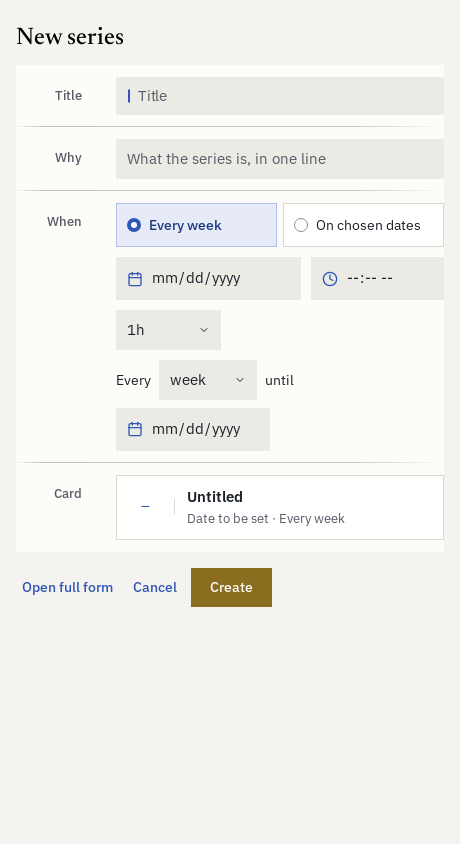 New series
Title Title
Why What the series is, in one line
When Every week On chosen dates
mm/dd/yyyy --:-- --
1h
Every week until
mm/dd/yyyy
Card – Untitled
Date to be set · Every week
Open full form Cancel Create